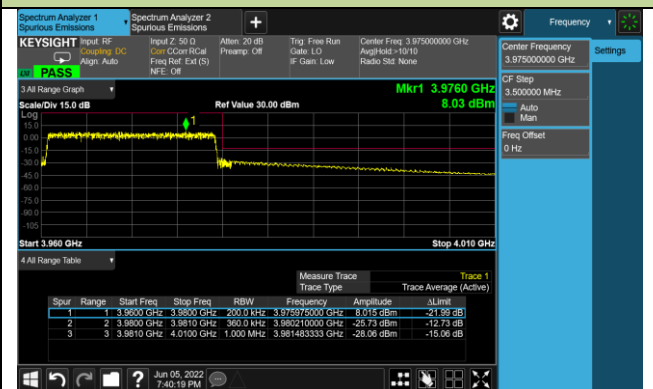 Spectrum Analyzer 1
Spurious Emissions
Spectrum Analyzer 2
Spurious Emissions
Frequency
KEYSIGHT
Input: RF
Coupling: DC
Align: Auto
Input Z: 50 Ω
Corr CCorr RCal
Freq Ref: Ext (S)
NFE: Off
Atten: 20 dB
Preamp: Off
Trig: Free Run
Gate: LO
IF Gain: Low
Center Freq: 3.975000000 GHz
Avg|Hold:>10/10
Radio Std: None
PASS
Center Frequency
3.975000000 GHz
Settings
CF Step
3.500000 MHz
Auto
Man
Freq Offset
0 Hz
3 All Range Graph
Mkr1 3.9760 GHz
8.03 dBm
Scale/Div 15.0 dB
Ref Value 30.00 dBm
Log
1
15.0
0.00
-15.0
-30.0
-45.0
-60.0
-75.0
-90.0
-105
Start 3.960 GHz
Stop 4.010 GHz
4 All Range Table
Measure Trace Trace 1
Trace Type Trace Average (Active)
Spur Range Start Freq Stop Freq RBW Frequency Amplitude ΔLimit
1 1 3.9600 GHz 3.9800 GHz 200.0 kHz 3.975975000 GHz 8.015 dBm -21.99 dB
2 2 3.9800 GHz 3.9810 GHz 360.0 kHz 3.980210000 GHz -25.73 dBm -12.73 dB
3 3 3.9810 GHz 4.0100 GHz 1.000 MHz 3.981483333 GHz -28.06 dBm -15.06 dB
Jun 05, 2022
7:40:19 PM